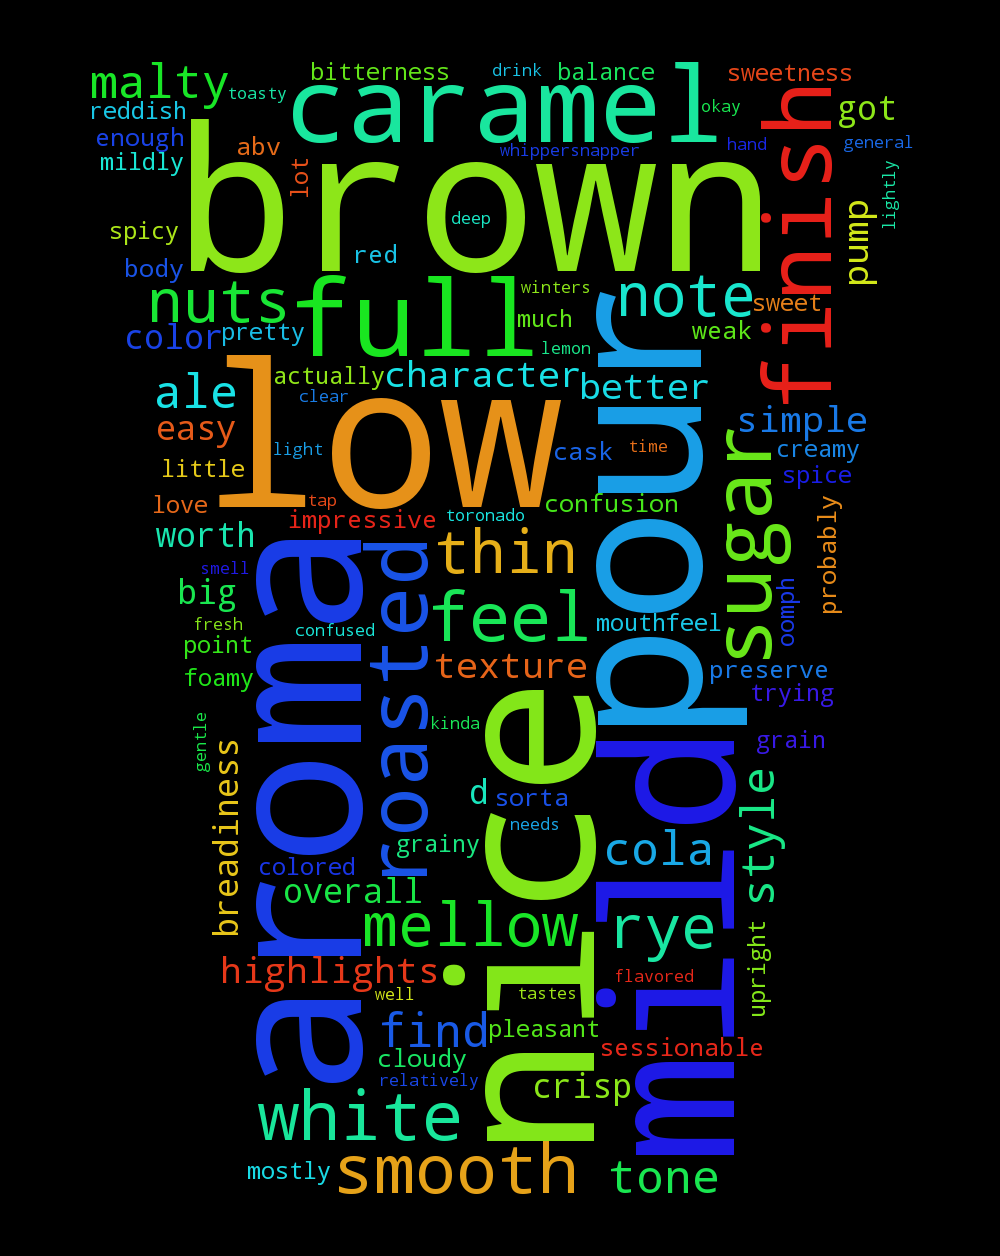 malty
toasty
bitterness
drink
balance
sweetness
caramel
okay
got
reddish
enough
abv
whippersnapper
hand
general
mildly
lot
finish
lightly
brown
deep
spicy
body
red
pump
nuts
full
winters
note
sweet
color
pretty
much
weak
lemon
actually
character
better
ale
clear
low
pour
simple
easy
light
cask
time
creamy
little
spice
love
tap
confusion
impressive
toronado
sugar
probably
worth
aroma
roasted
thin
smell
big
feel
oomph
fresh
confused
mouthfeel
point
foamy
texture
preserve
trying
gentle
kinda
nice
mild
grain
breadiness
d
sorta
style
needs
grainy
cola
colored
overall
mellow
rye
upright
highlights
well
tastes
flavored
find
pleasant
sessionable
cloudy
relatively
crisp
white
mostly
smooth
tone